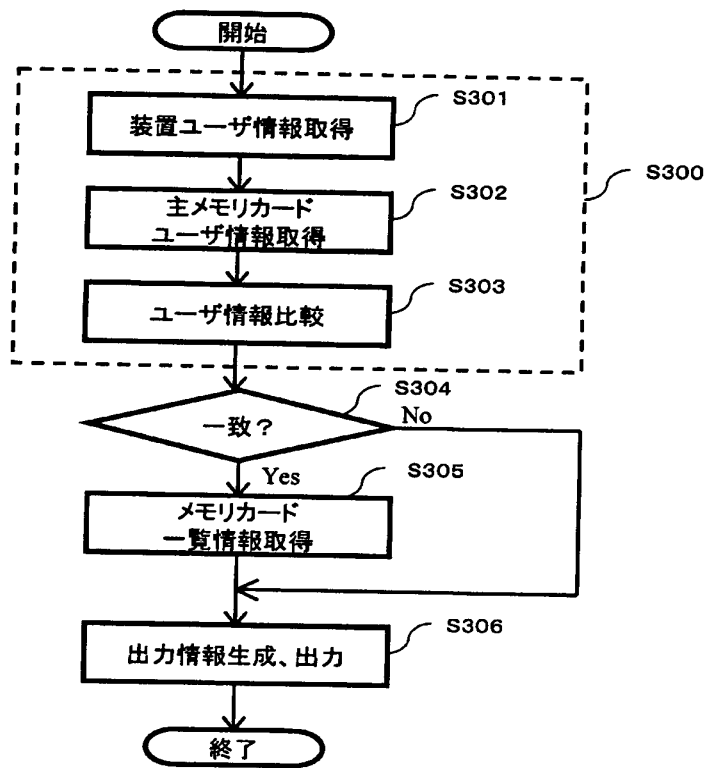 開始
S301
装置ユーザ情報取得
S300
S302
主メモリカード
ユーザ情報取得
S303
ユーザ情報比較
S304
一致?
No
Yes
S305
メモリカード
一覧情報取得
S306
出力情報生成、出力
終了